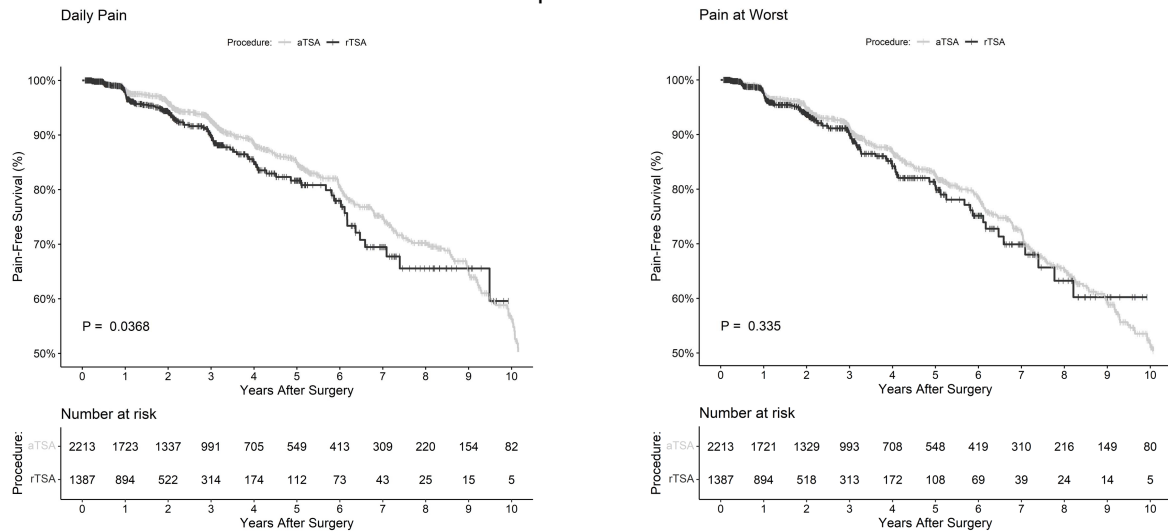 Daily Pain
Procedure: aTSA rTSA
100%
90%
80%
70%
60%
50%
Pain-Free Survival (%)
P = 0.0368
0 1 2 3 4 5 6 7 8 9 10
Years After Surgery
Number at risk
Procedure:
aTSA 2213 1723 1337 991 705 549 413 309 220 154 82
rTSA 1387 894 522 314 174 112 73 43 25 15 5
0 1 2 3 4 5 6 7 8 9 10
Years After Surgery
Pain at Worst
Procedure: aTSA rTSA
100%
90%
80%
70%
60%
50%
Pain-Free Survival (%)
P = 0.335
0 1 2 3 4 5 6 7 8 9 10
Years After Surgery
Number at risk
Procedure:
aTSA 2213 1721 1329 993 708 548 419 310 216 149 80
rTSA 1387 894 518 313 172 108 69 39 24 14 5
0 1 2 3 4 5 6 7 8 9 10
Years After Surgery